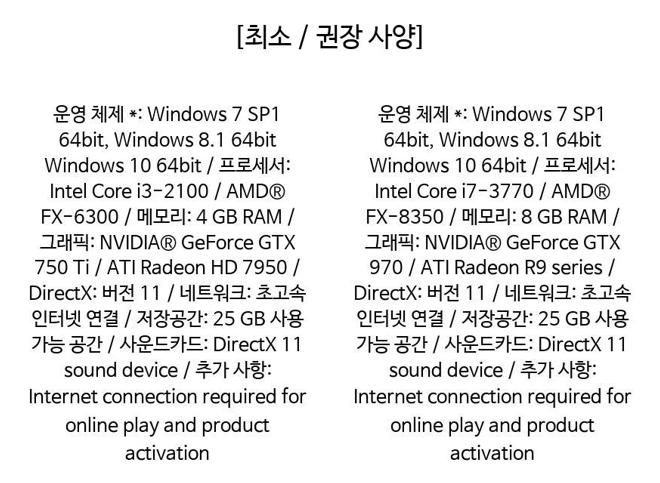 [최소 / 권장 사양]
운영 체제 *: Windows 7 SP1
64bit, Windows 8.1 64bit
Windows 10 64bit / 프로세서:
Intel Core i3-2100 / AMD®
FX-6300 / 메모리: 4 GB RAM /
그래픽: NVIDIA® GeForce GTX
750 Ti / ATI Radeon HD 7950 /
DirectX: 버전 11 / 네트워크: 초고속
인터넷 연결 / 저장공간: 25 GB 사용
가능 공간 / 사운드카드: DirectX 11
sound device / 추가 사항:
Internet connection required for
online play and product
activation
운영 체제 *: Windows 7 SP1
64bit, Windows 8.1 64bit
Windows 10 64bit / 프로세서:
Intel Core i7-3770 / AMD®
FX-8350 / 메모리: 8 GB RAM /
그래픽: NVIDIA® GeForce GTX
970 / ATI Radeon R9 series /
DirectX: 버전 11 / 네트워크: 초고속
인터넷 연결 / 저장공간: 25 GB 사용
가능 공간 / 사운드카드: DirectX 11
sound device / 추가 사항:
Internet connection required for
online play and product
activation